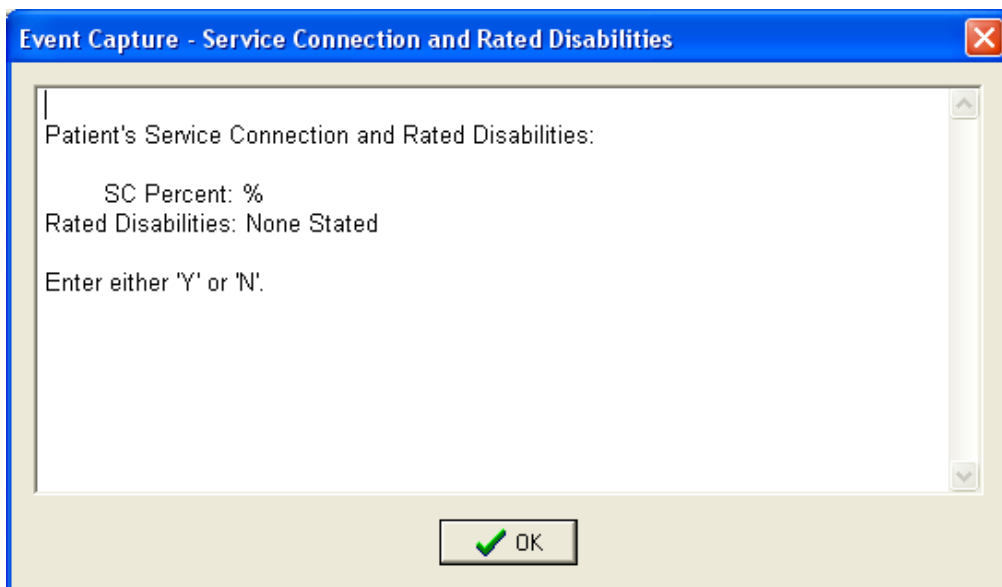 Event Capture - Service Connection and Rated Disabilities
Patient's Service Connection and Rated Disabilities:
SC Percent: %
Rated Disabilities: None Stated
Enter either 'Y' or 'N'.
OK